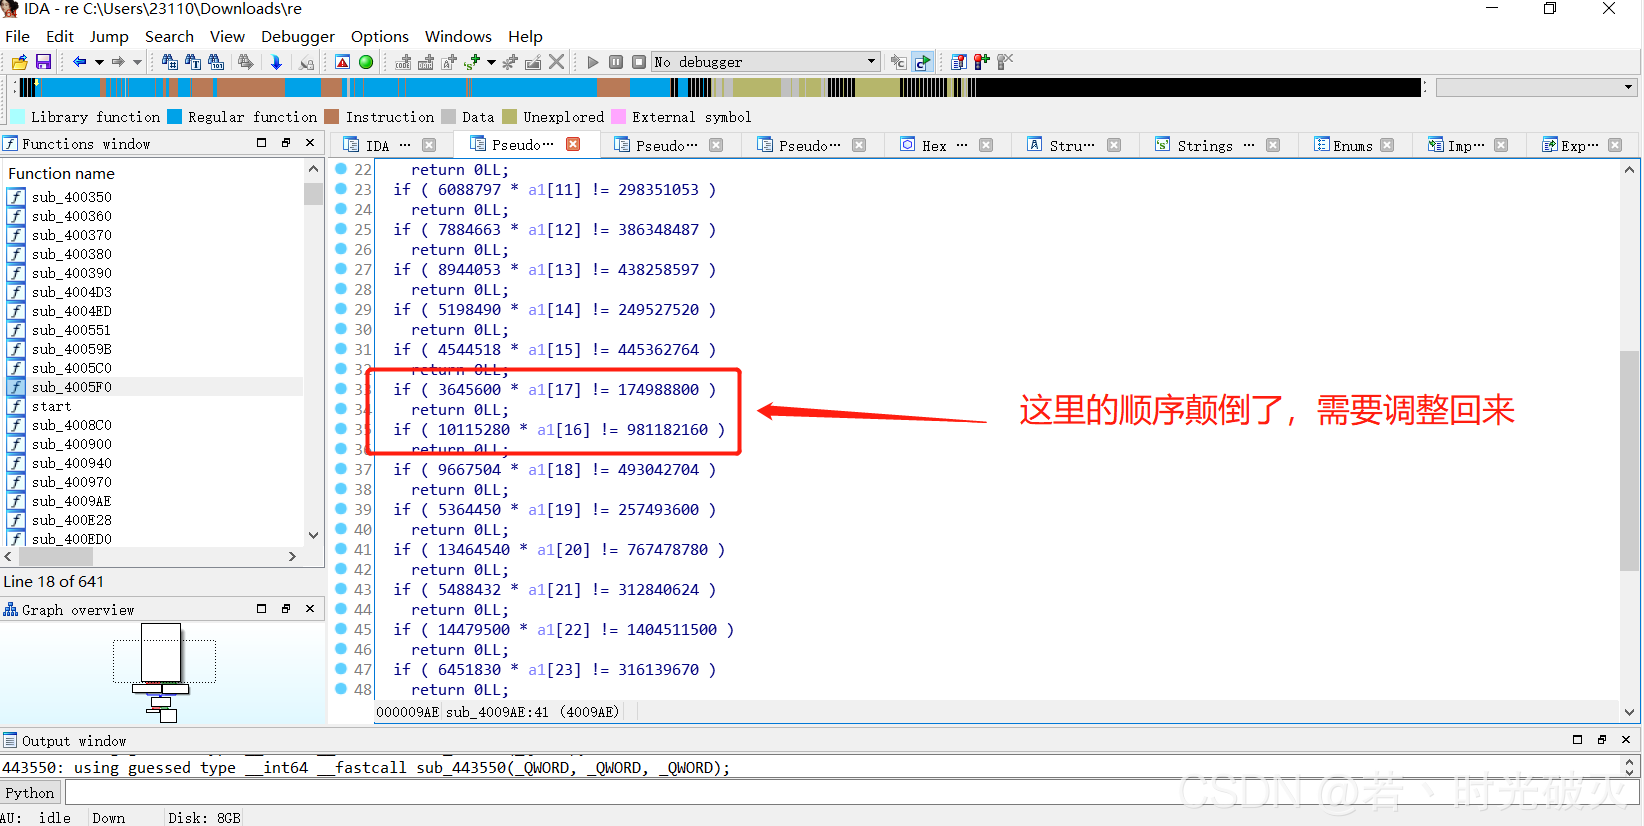 IDA - re C:\Users\23110\Downloads\re
File Edit Jump Search View Debugger Options Windows Help
No debugger
Library function Regular function Instruction Data Unexplored External symbol
Functions window
IDA ··· Pseudo··· Pseudo··· Pseudo··· Hex ··· Stru··· Strings ··· Enums Imp··· Exp···
Function name
sub_400350
sub_400360
sub_400370
sub_400380
sub_400390
sub_4004D3
sub_4004ED
sub_400551
sub_40059B
sub_4005C0
sub_4005F0
start
sub_4008C0
sub_400900
sub_400940
sub_400970
sub_4009AE
sub_400E28
sub_400ED0
Line 18 of 641
Graph overview
22 return 0LL;
23 if ( 6088797 * a1[11] != 298351053 )
24 return 0LL;
25 if ( 7884663 * a1[12] != 386348487 )
26 return 0LL;
27 if ( 8944053 * a1[13] != 438258597 )
28 return 0LL;
29 if ( 5198490 * a1[14] != 249527520 )
30 return 0LL;
31 if ( 4544518 * a1[15] != 445362764 )
32 return 0LL;
33 if ( 3645600 * a1[17] != 174988800 )
34 return 0LL;
35 if ( 10115280 * a1[16] != 981182160 )
36 return 0LL;
37 if ( 9667504 * a1[18] != 493042704 )
38 return 0LL;
39 if ( 5364450 * a1[19] != 257493600 )
40 return 0LL;
41 if ( 13464540 * a1[20] != 767478780 )
42 return 0LL;
43 if ( 5488432 * a1[21] != 312840624 )
44 return 0LL;
45 if ( 14479500 * a1[22] != 1404511500 )
46 return 0LL;
47 if ( 6451830 * a1[23] != 316139670 )
48 return 0LL;
这里的顺序颠倒了，需要调整回来
000009AE sub_4009AE:41 (4009AE)
Output window
443550: using guessed type __int64 __fastcall sub_443550(_QWORD, _QWORD, _QWORD);
Python
AU: idle Down Disk: 8GB
CSDN @若丶时光破灭